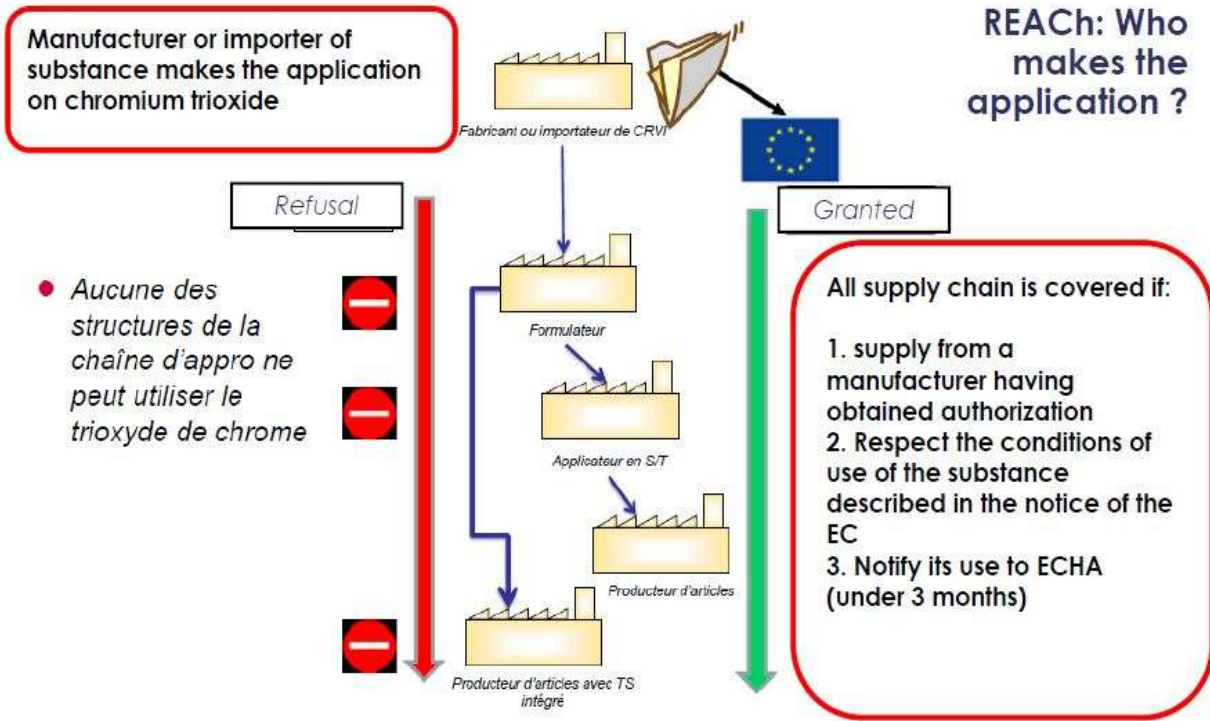 REACh: Who
makes the
application ?
Manufacturer or importer of
substance makes the application
on chromium trioxide
Fabricant ou importateur de CRVI
Refusal
Granted
Aucune des
structures de la
chaîne d'appro ne
peut utiliser le
trioxyde de chrome
Formulateur
Applicateur en S/T
Producteur d'articles
Producteur d'articles avec TS
intégré
All supply chain is covered if:
1. supply from a
manufacturer having
obtained authorization
2. Respect the conditions of
use of the substance
described in the notice of the
EC
3. Notify its use to ECHA
(under 3 months)